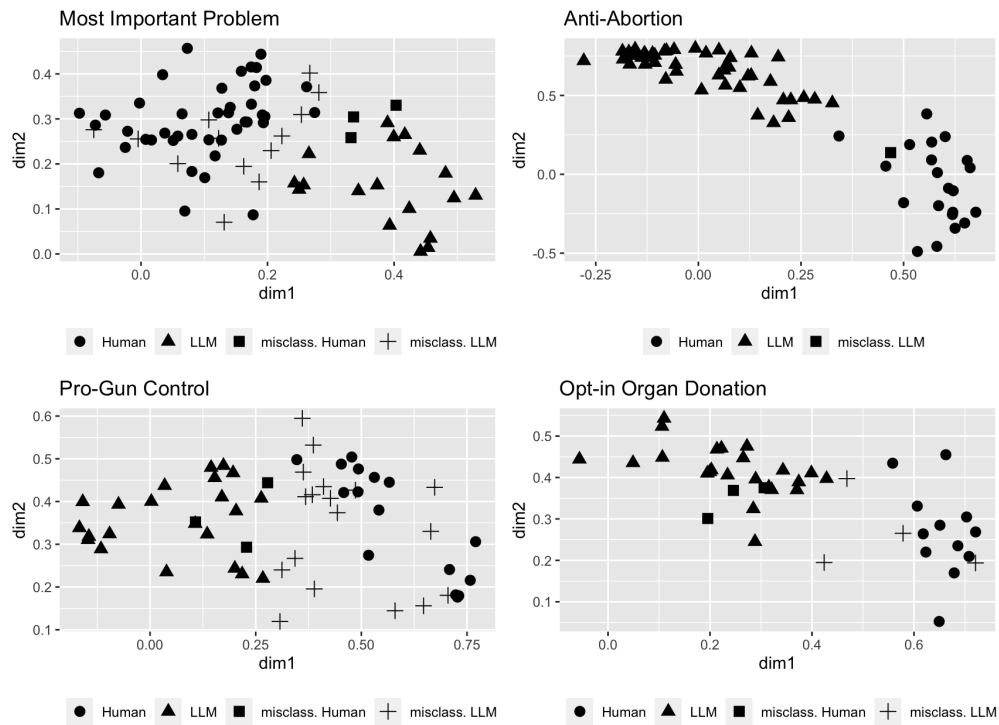 Most Important Problem
dim2
0.4
0.3
0.2
0.1
0.0
0.0
0.2
0.4
dim1
Human LLM misclass. Human misclass. LLM
Anti-Abortion
dim2
0.5
0.0
-0.5
-0.25
0.00
0.25
0.50
dim1
Human LLM misclass. LLM
Pro-Gun Control
dim2
0.6
0.5
0.4
0.3
0.2
0.1
0.00
0.25
0.50
0.75
dim1
Human LLM misclass. Human misclass. LLM
Opt-in Organ Donation
dim2
0.5
0.4
0.3
0.2
0.1
0.0
0.2
0.4
0.6
dim1
Human LLM misclass. Human misclass. LLM